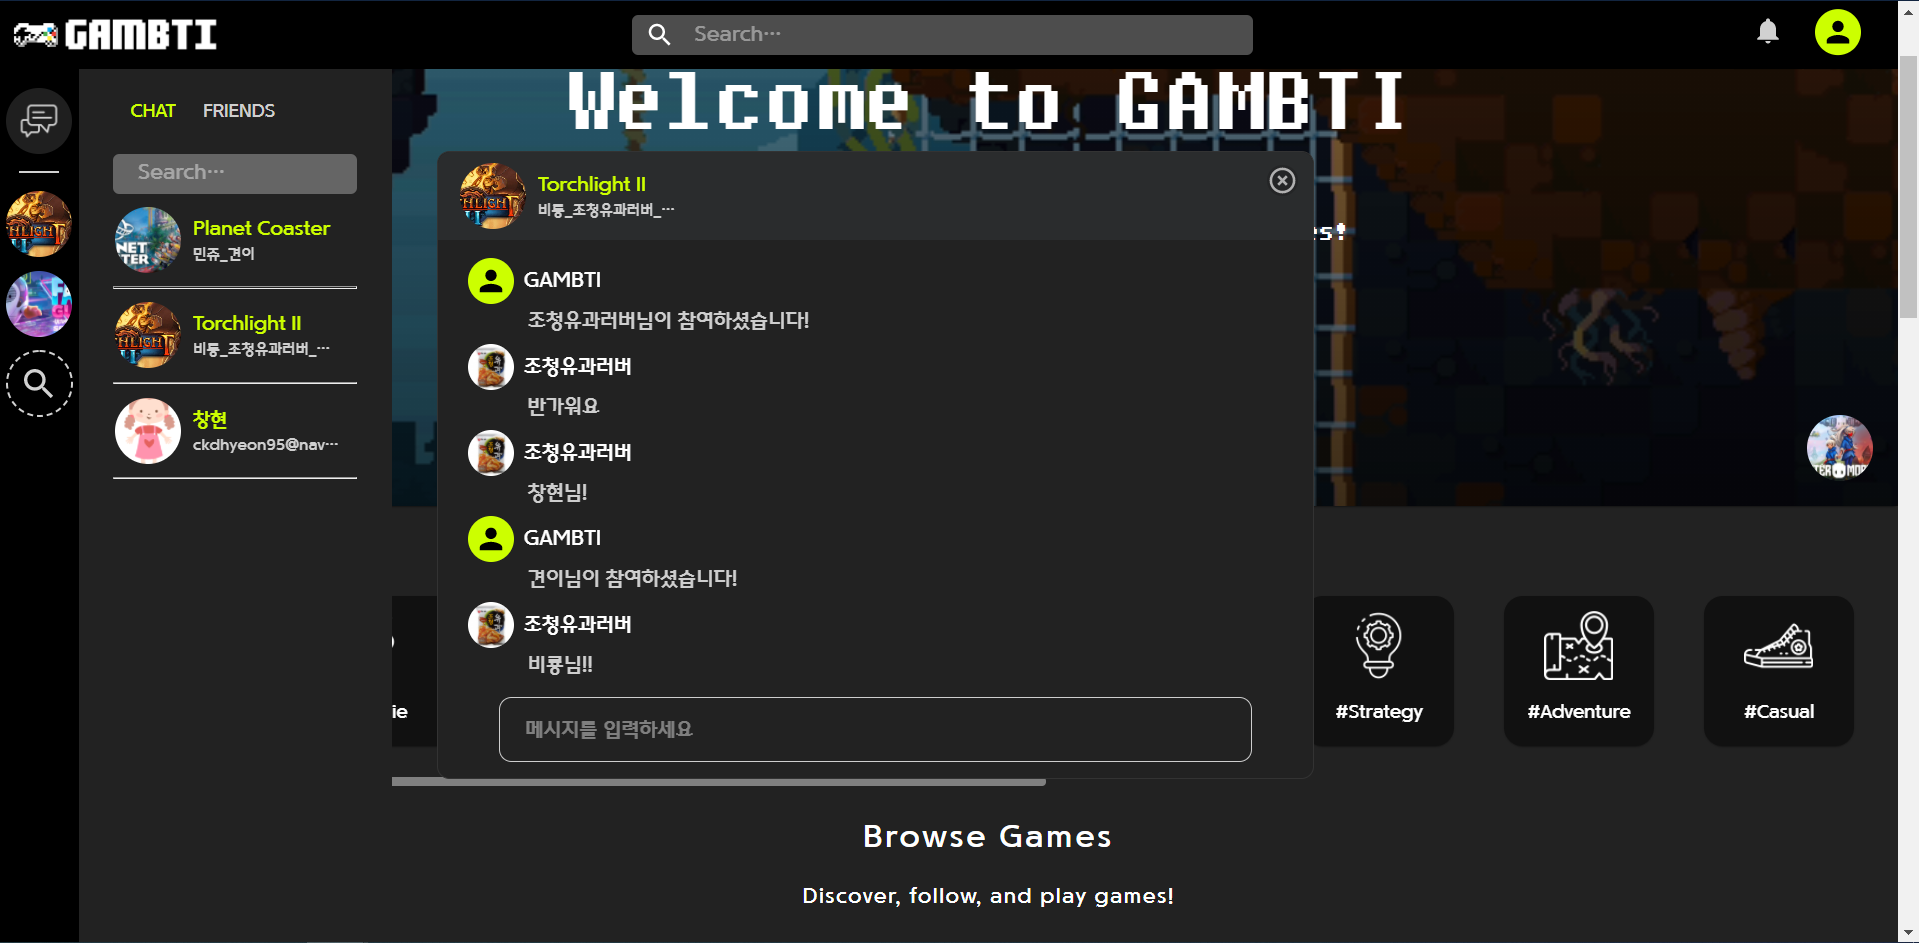 GAMBTI
Search…
CHAT FRIENDS
Search…
Planet Coaster
민쥬_견이
Torchlight II
비룡_조청유과러버_…
창현
ckdhyeon95@nav…
Welcome to GAMBTI
es!
Torchlight II
비룡_조청유과러버_…
GAMBTI
조청유과러버님이 참여하셨습니다!
조청유과러버
반가워요
조청유과러버
창현님!
GAMBTI
견이님이 참여하셨습니다!
조청유과러버
비룡님!!
메시지를 입력하세요
ie
#Strategy
#Adventure
#Casual
Browse Games
Discover, follow, and play games!